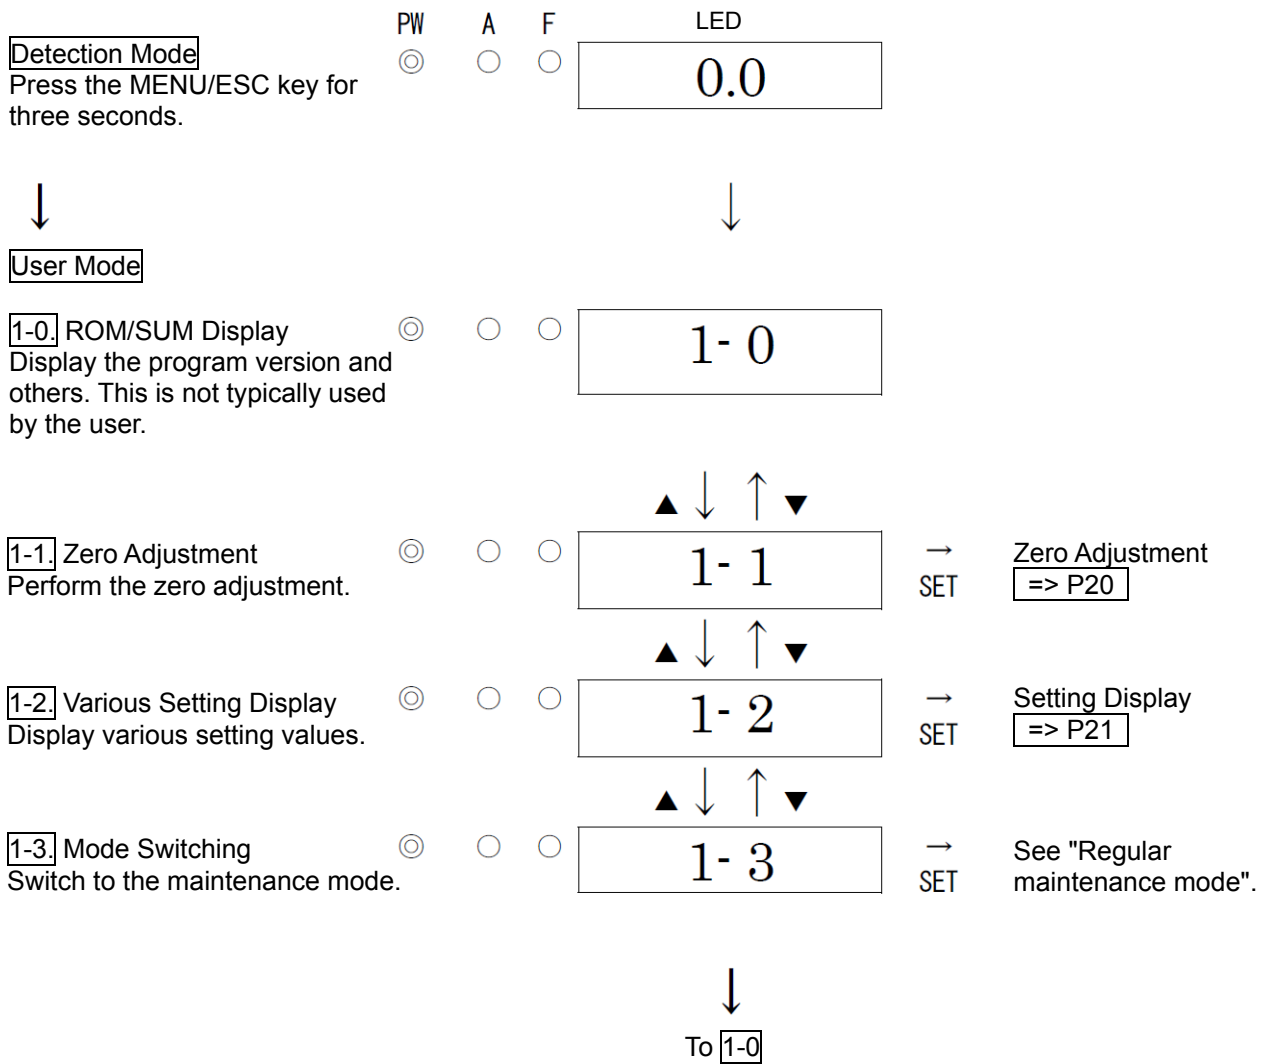 PW A F LED
Detection Mode ◎ ○ ○ 0.0
Press the MENU/ESC key for
three seconds.
↓ ↓
User Mode
1-0. ROM/SUM Display ◎ ○ ○ 1- 0
Display the program version and
others. This is not typically used
by the user.
▲ ↓ ↑ ▼
1-1. Zero Adjustment ◎ ○ ○ 1- 1 → Zero Adjustment
Perform the zero adjustment. SET => P20
▲ ↓ ↑ ▼
1-2. Various Setting Display ◎ ○ ○ 1- 2 → Setting Display
Display various setting values. SET => P21
▲ ↓ ↑ ▼
1-3. Mode Switching ◎ ○ ○ 1- 3 → See "Regular
Switch to the maintenance mode. SET maintenance mode".
↓
To 1-0